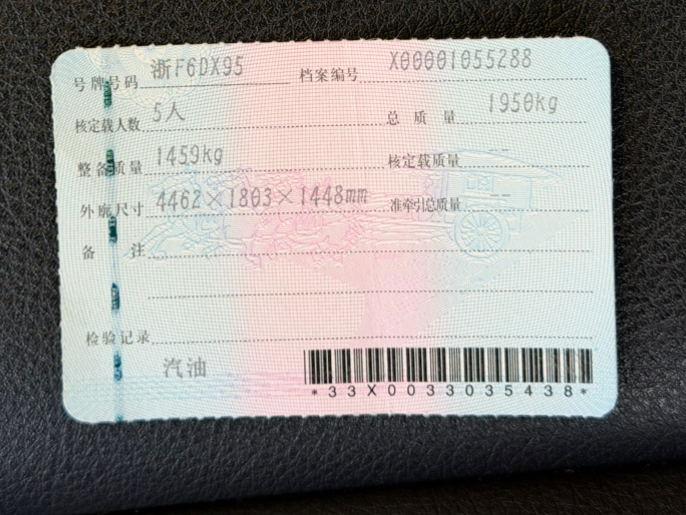 号牌号码 浙F6DX95 档案编号 X00001055288
核定载人数 5人 总质量 1950kg
整备质量 1459kg 核定载质量 --
外廓尺寸 4462×1803×1448mm 准牵引总质量 --
备注
检验记录
汽油
*33X0033035438*